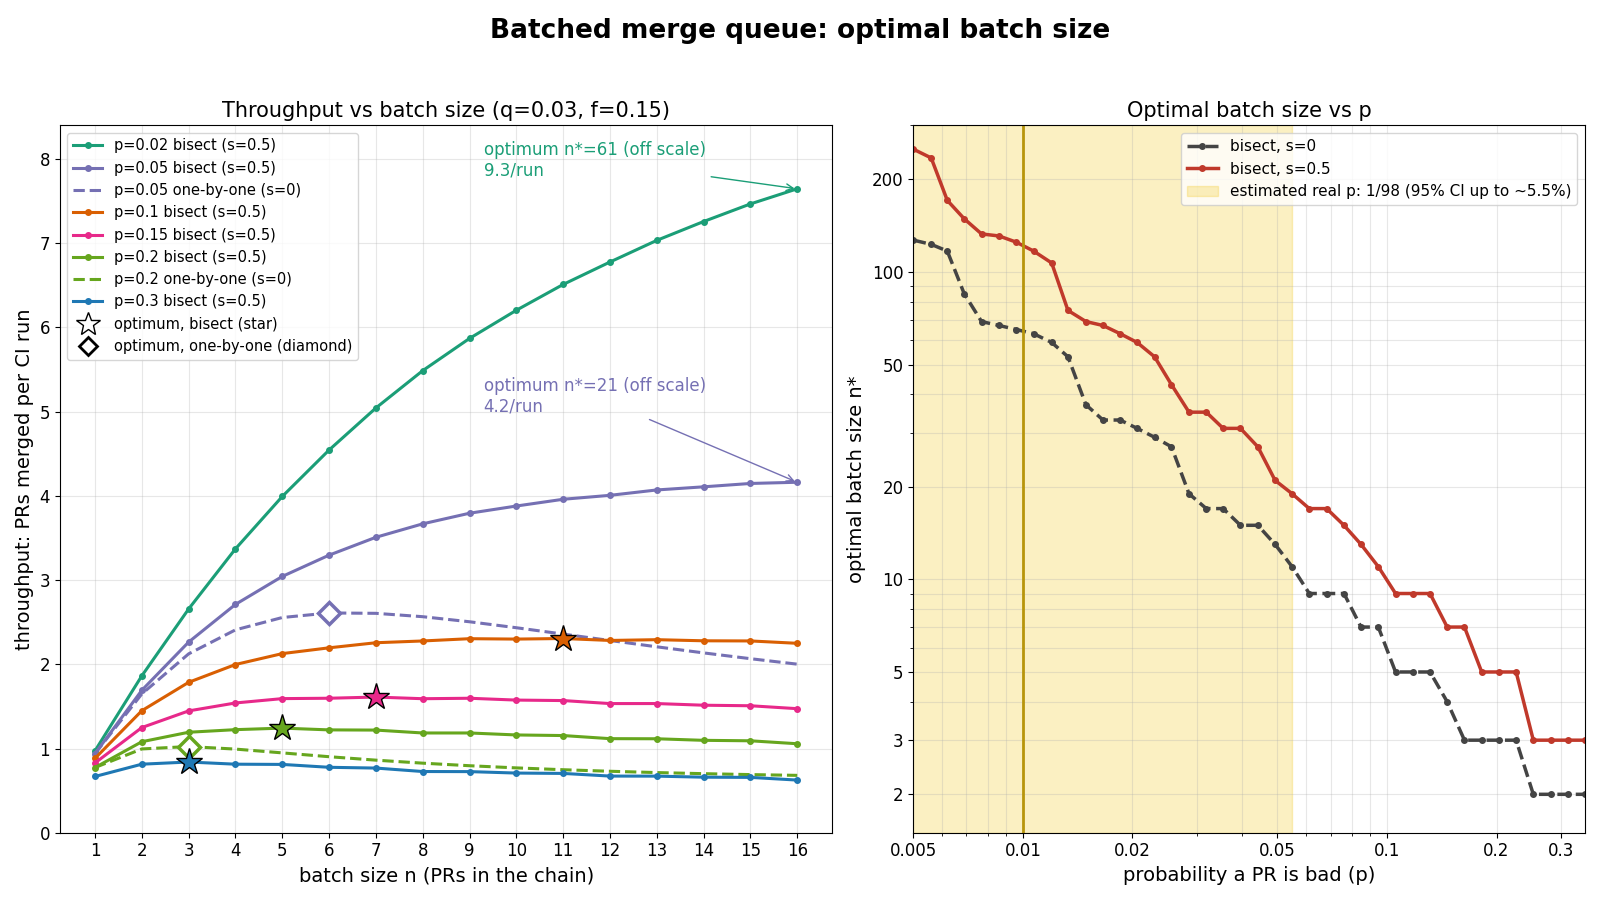 Batched merge queue: optimal batch size
Throughput vs batch size (q=0.03, f=0.15)
throughput: PRs merged per CI run
8
7
6
5
4
3
2
1
0
p=0.02 bisect (s=0.5)
p=0.05 bisect (s=0.5)
p=0.05 one-by-one (s=0)
p=0.1 bisect (s=0.5)
p=0.15 bisect (s=0.5)
p=0.2 bisect (s=0.5)
p=0.2 one-by-one (s=0)
p=0.3 bisect (s=0.5)
optimum, bisect (star)
optimum, one-by-one (diamond)
optimum n*=61 (off scale)
9.3/run
optimum n*=21 (off scale)
4.2/run
1 2 3 4 5 6 7 8 9 10 11 12 13 14 15 16
batch size n (PRs in the chain)
Optimal batch size vs p
optimal batch size n*
200
100
50
20
10
5
3
2
bisect, s=0
bisect, s=0.5
estimated real p: 1/98 (95% CI up to ~5.5%)
0.005 0.01 0.02 0.05 0.1 0.2 0.3
probability a PR is bad (p)